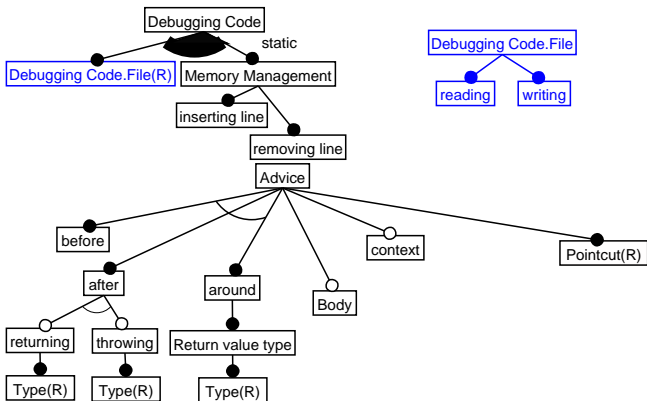 Debugging Code
static
Debugging Code.File
Debugging Code.File(R)
Memory Management
reading
writing
inserting line
removing line
Advice
before
context
Pointcut(R)
after
around
Body
returning
throwing
Return value type
Type(R)
Type(R)
Type(R)